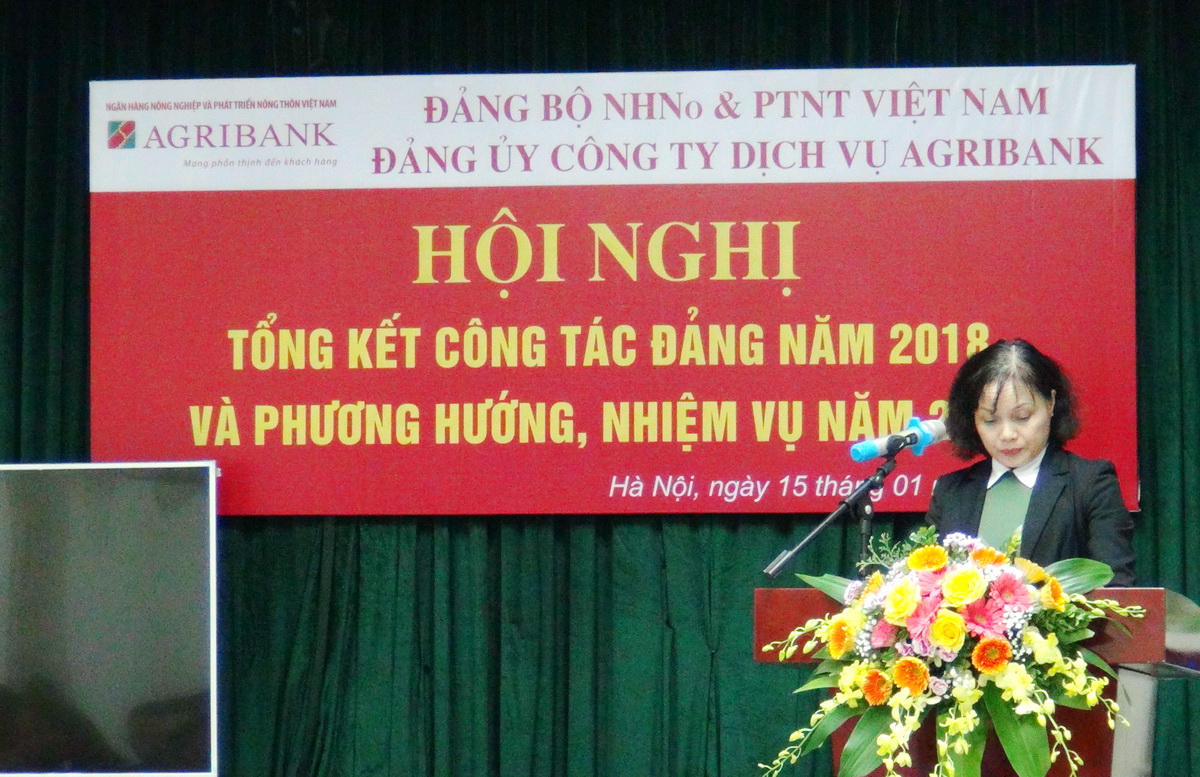 NGÂN HÀNG NÔNG NGHIỆP VÀ PHÁT TRIỂN NÔNG THÔN VIỆT NAM
AGRIBANK
Mang phồn thịnh đến khách hàng
ĐẢNG BỘ NHNo & PTNT VIỆT NAM
ĐẢNG ỦY CÔNG TY DỊCH VỤ AGRIBANK
HỘI NGHỊ
TỔNG KẾT CÔNG TÁC ĐẢNG NĂM 2018
VÀ PHƯƠNG HƯỚNG, NHIỆM VỤ NĂM
Hà Nội, ngày 15 tháng 01